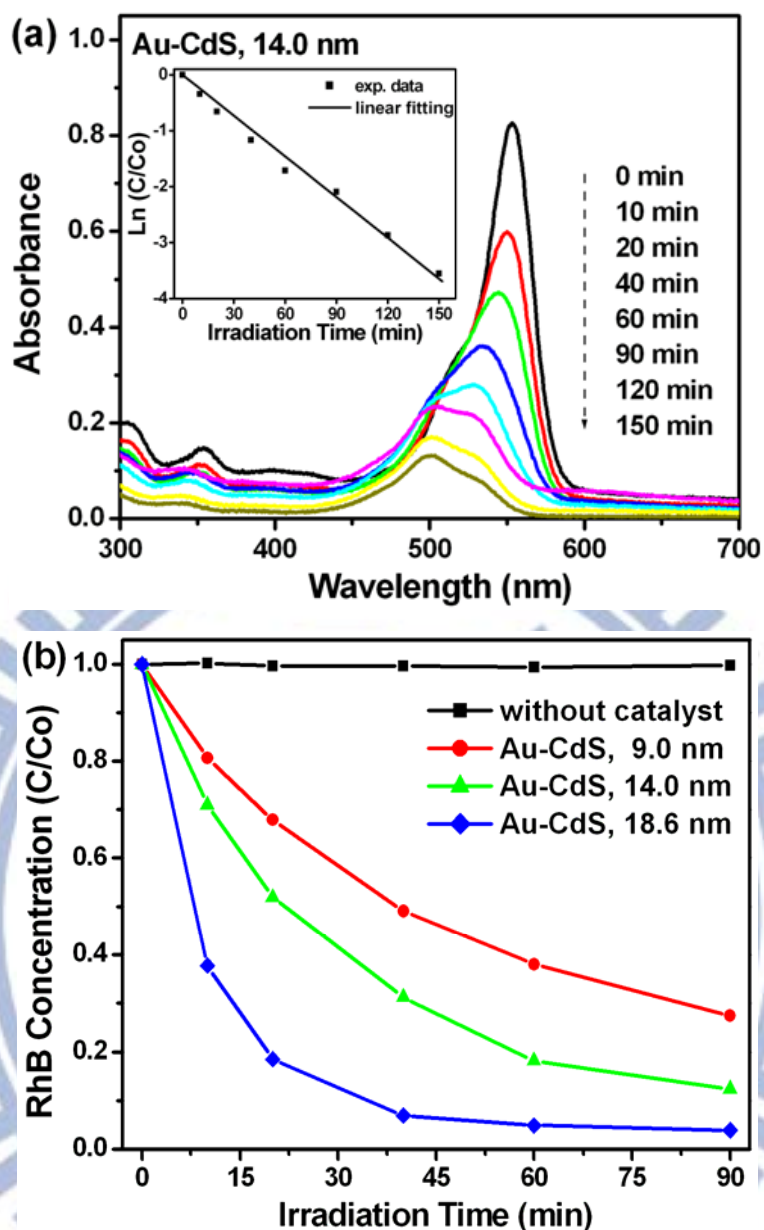 (a)
Au-CdS, 14.0 nm
1.0
0.8
0.6
0.4
0.2
0.0
Absorbance
300
400
500
600
700
Wavelength (nm)
0
-1
-2
-3
-4
Ln (C/Co)
exp. data
linear fitting
0 30 60 90 120 150
Irradiation Time (min)
0 min
10 min
20 min
40 min
60 min
90 min
120 min
150 min
(b)
1.0
0.8
0.6
0.4
0.2
0.0
RhB Concentration (C/Co)
without catalyst
Au-CdS, 9.0 nm
Au-CdS, 14.0 nm
Au-CdS, 18.6 nm
0 15 30 45 60 75 90
Irradiation Time (min)